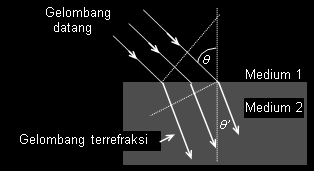 Gelombang
datang
θ
Medium 1
Medium 2
Gelombang terrefraksi
θ'